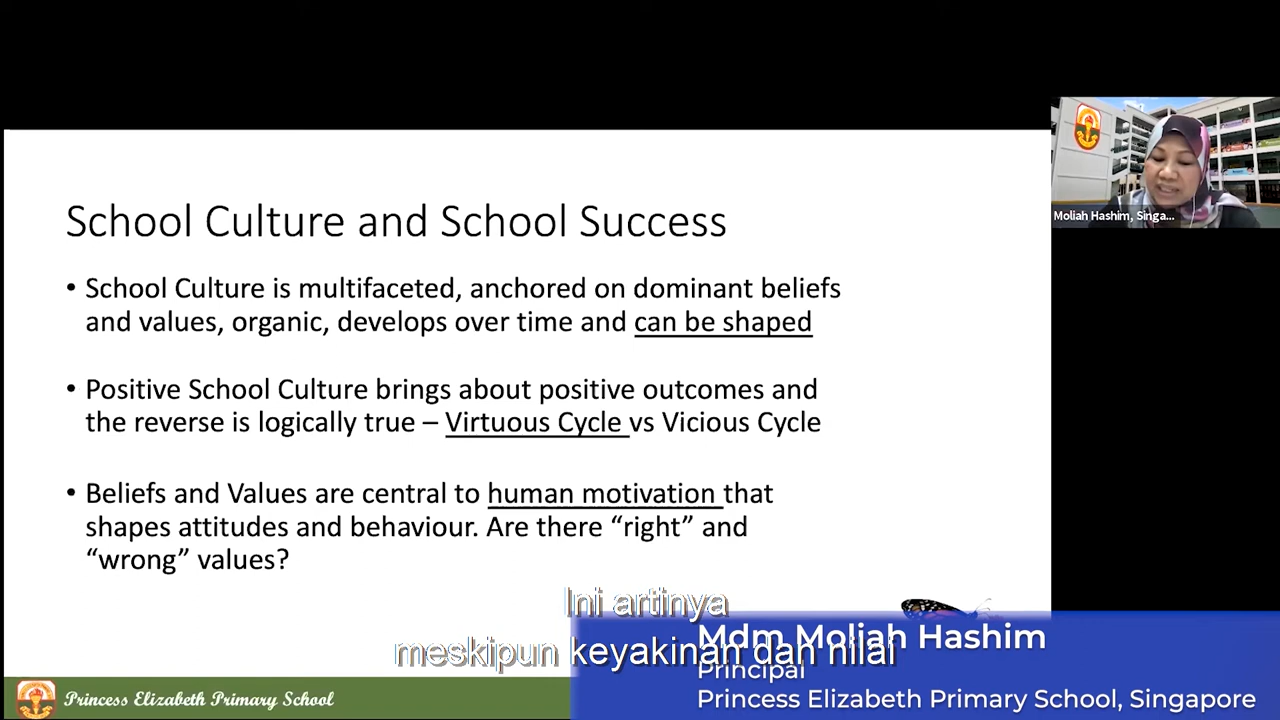 School Culture and School Success
• School Culture is multifaceted, anchored on dominant beliefs
and values, organic, develops over time and can be shaped
• Positive School Culture brings about positive outcomes and
the reverse is logically true – Virtuous Cycle vs Vicious Cycle
• Beliefs and Values are central to human motivation that
shapes attitudes and behaviour. Are there “right” and
“wrong” values?
Moliah Hashim, Singa...
Ini artinya
meskipun keyakinan dan nilai
Mdm Moliah Hashim
Principal
Princess Elizabeth Primary School, Singapore
Princess Elizabeth Primary School